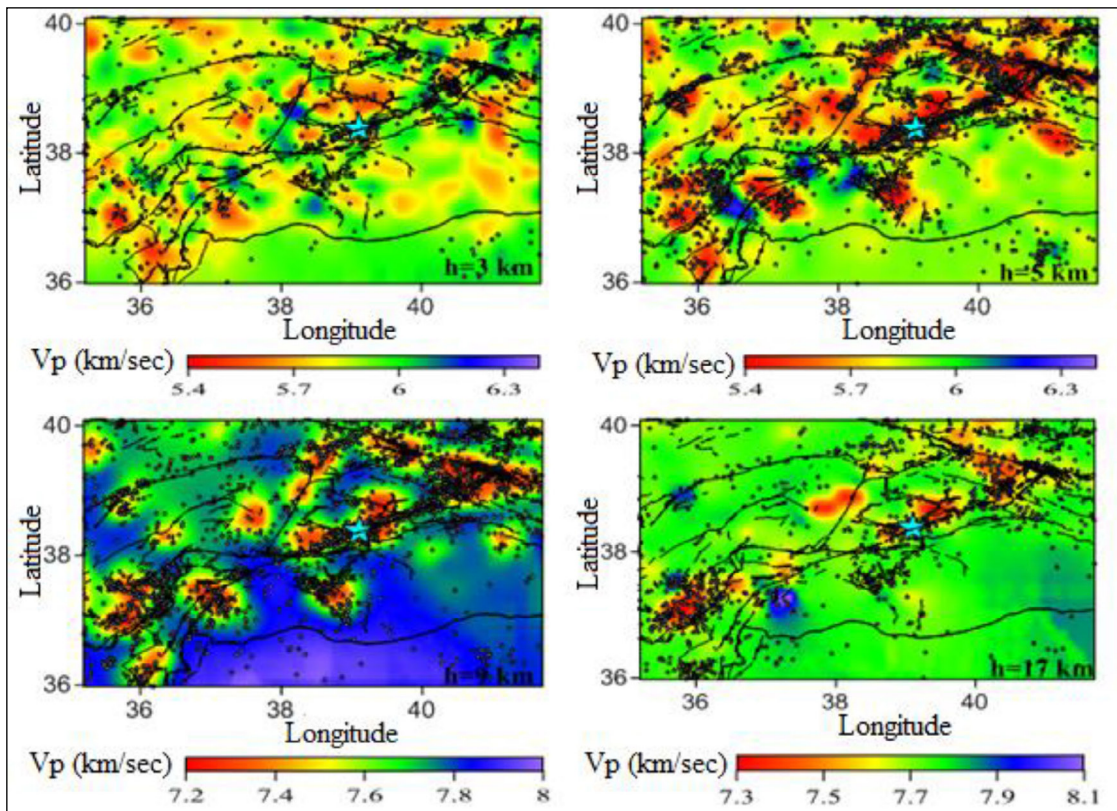 40
38
36
Latitude
h=3 km
36 38 40
Longitude
Vp (km/sec)
5.4 5.7 6 6.3
40
38
36
Latitude
h=5 km
36 38 40
Longitude
Vp (km/sec)
5.4 5.7 6 6.3
40
38
36
Latitude
h=9 km
36 38 40
Longitude
Vp (km/sec)
7.2 7.4 7.6 7.8 8
40
38
36
Latitude
h=17 km
36 38 40
Longitude
Vp (km/sec)
7.3 7.5 7.7 7.9 8.1